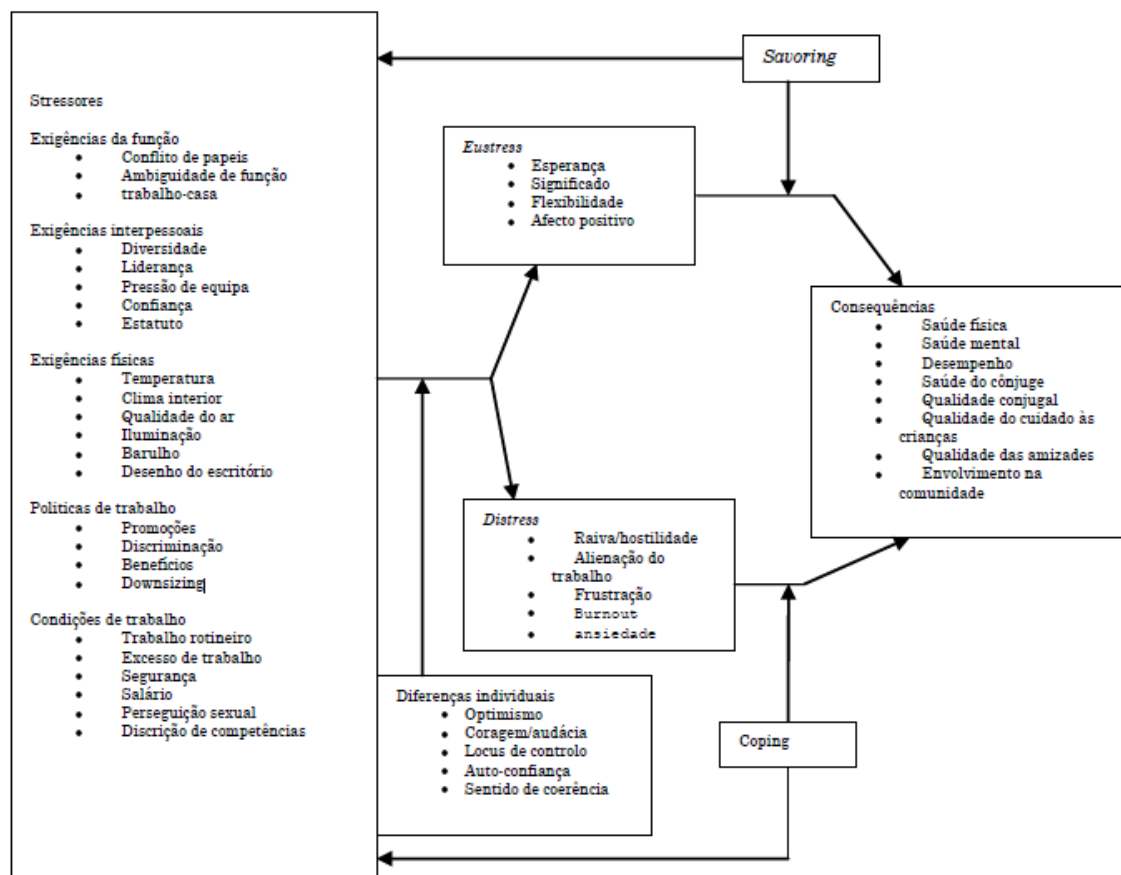 Savoring
Stressores
Exigências da função
• Conflito de papeis
• Ambiguidade de função
• trabalho-casa
Exigências interpessoais
• Diversidade
• Liderança
• Pressão de equipa
• Confiança
• Estatuto
Exigências físicas
• Temperatura
• Clima interior
• Qualidade do ar
• Iluminação
• Barulho
• Desenho do escritório
Politicas de trabalho
• Promoções
• Discriminação
• Benefícios
• Downsizing
Condições de trabalho
• Trabalho rotineiro
• Excesso de trabalho
• Segurança
• Salário
• Perseguição sexual
• Discrição de competências
Eustress
• Esperança
• Significado
• Flexibilidade
• Afecto positivo
Distress
• Raiva/hostilidade
• Alienação do
trabalho
• Frustração
• Burnout
• ansiedade
Diferenças individuais
• Optimismo
• Coragem/audácia
• Locus de controlo
• Auto-confiança
• Sentido de coerência
Coping
Consequências
• Saúde física
• Saúde mental
• Desempenho
• Saúde do cônjuge
• Qualidade conjugal
• Qualidade do cuidado às
crianças
• Qualidade das amizades
• Envolvimento na
comunidade